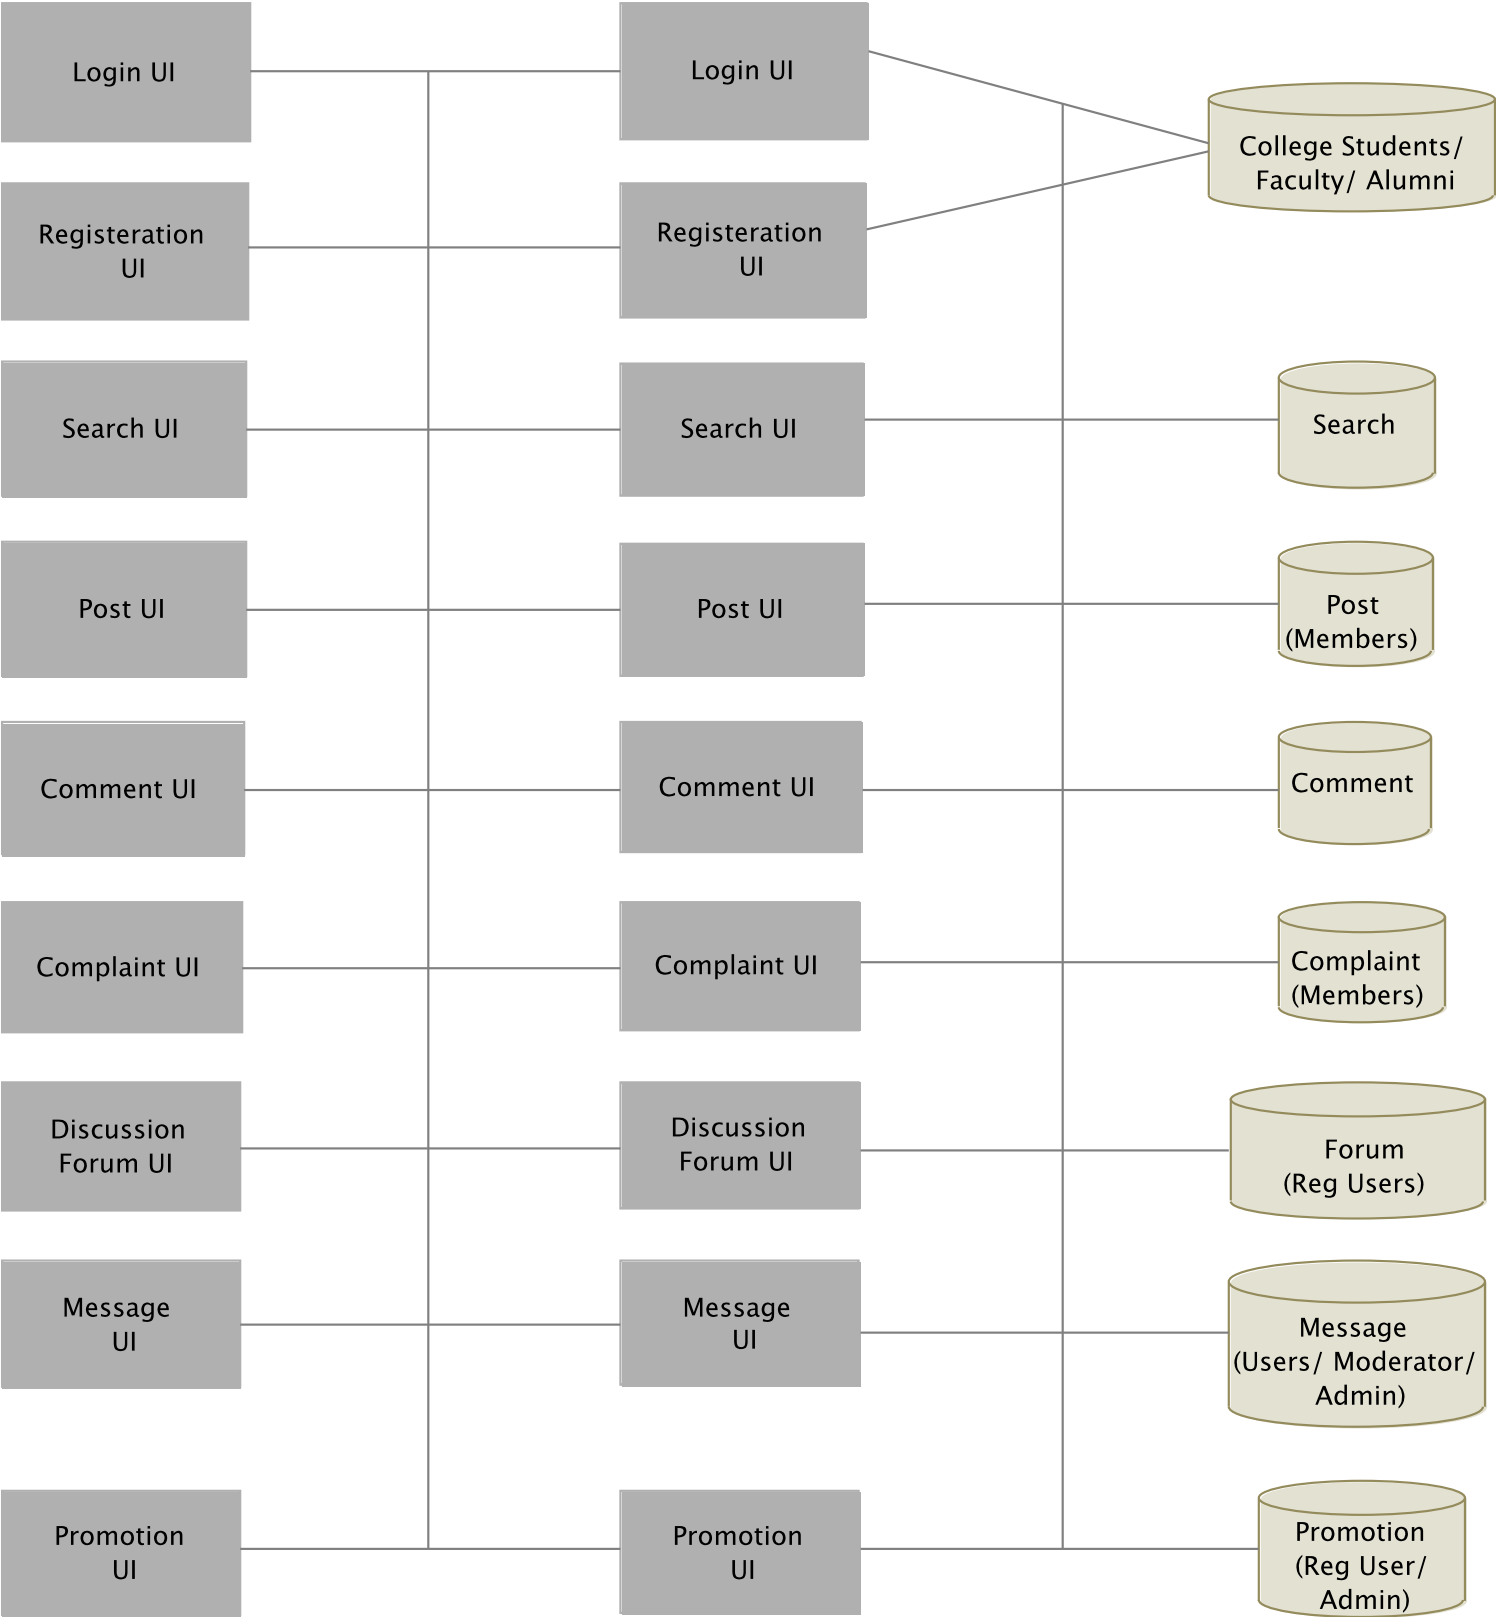 Login UI
Login UI
College Students/
Faculty/ Alumni
Registeration
UI
Registeration
UI
Search UI
Search UI
Search
Post UI
Post UI
Post
(Members)
Comment UI
Comment UI
Comment
Complaint UI
Complaint UI
Complaint
(Members)
Discussion
Forum UI
Discussion
Forum UI
Forum
(Reg Users)
Message
UI
Message
UI
Message
(Users/ Moderator/
Admin)
Promotion
UI
Promotion
UI
Promotion
(Reg User/
Admin)